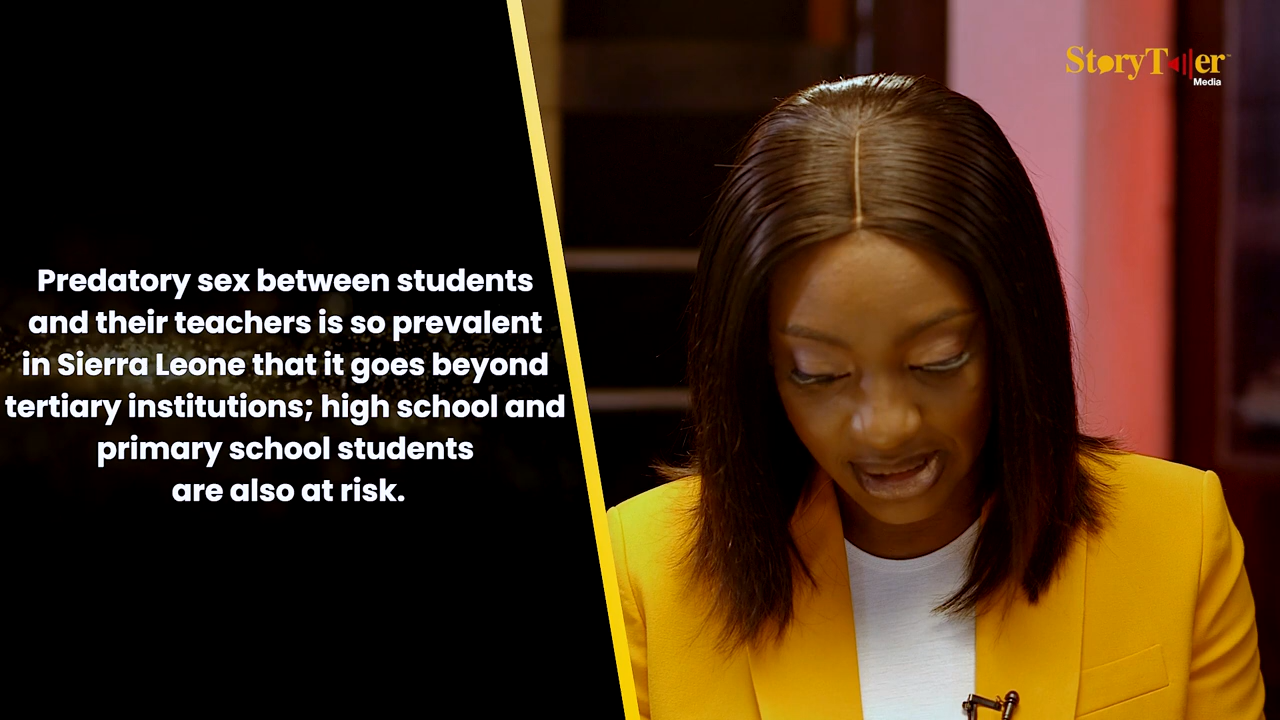 Predatory sex between students
and their teachers is so prevalent
in Sierra Leone that it goes beyond
tertiary institutions; high school and
primary school students
are also at risk.
StoryTeller
Media